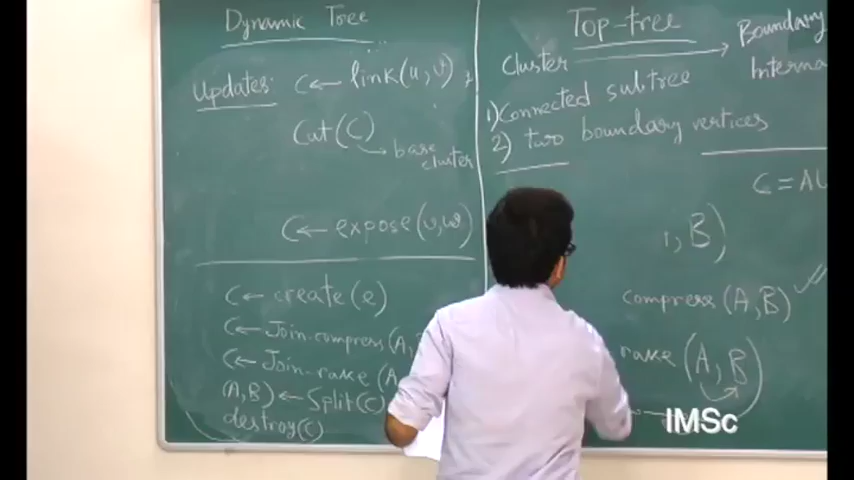 Dynamic Tree
Updates: C ← link(u,v)
Cut(C)
base cluster
C ← expose(v,w)
C ← create(e)
C ← Join-compress(A,
C ← Join-rake(A
(A,B) ← Split(C)
destroy(C)
Top-tree
Cluster → Boundary
Interna
1) Connected subtree
2) two boundary vertices
C = AU
, B)
compress(A,B) ✓
rake(A,B)
IMSc